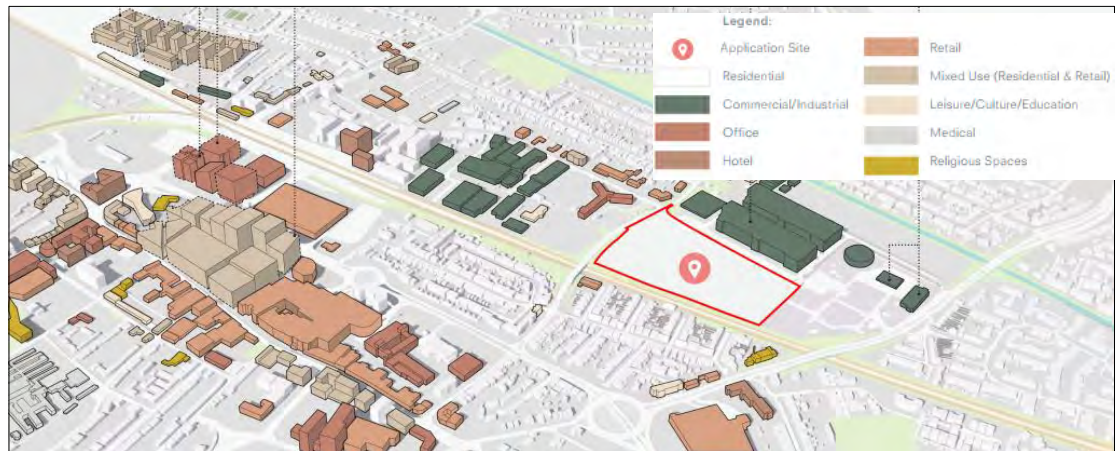 Legend:
Application Site
Residential
Commercial/Industrial
Office
Hotel
Retail
Mixed Use (Residential & Retail)
Leisure/Culture/Education
Medical
Religious Spaces